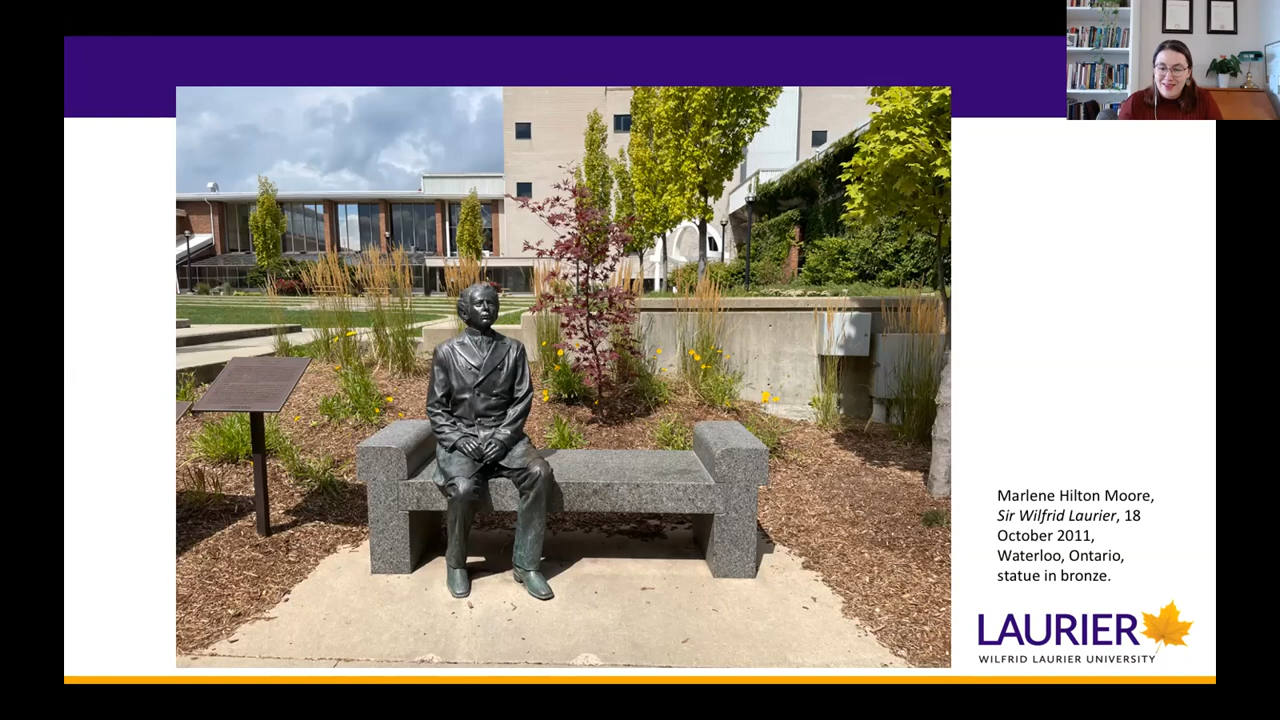 Marlene Hilton Moore,
Sir Wilfrid Laurier, 18
October 2011,
Waterloo, Ontario,
statue in bronze.
LAURIER
WILFRID LAURIER UNIVERSITY